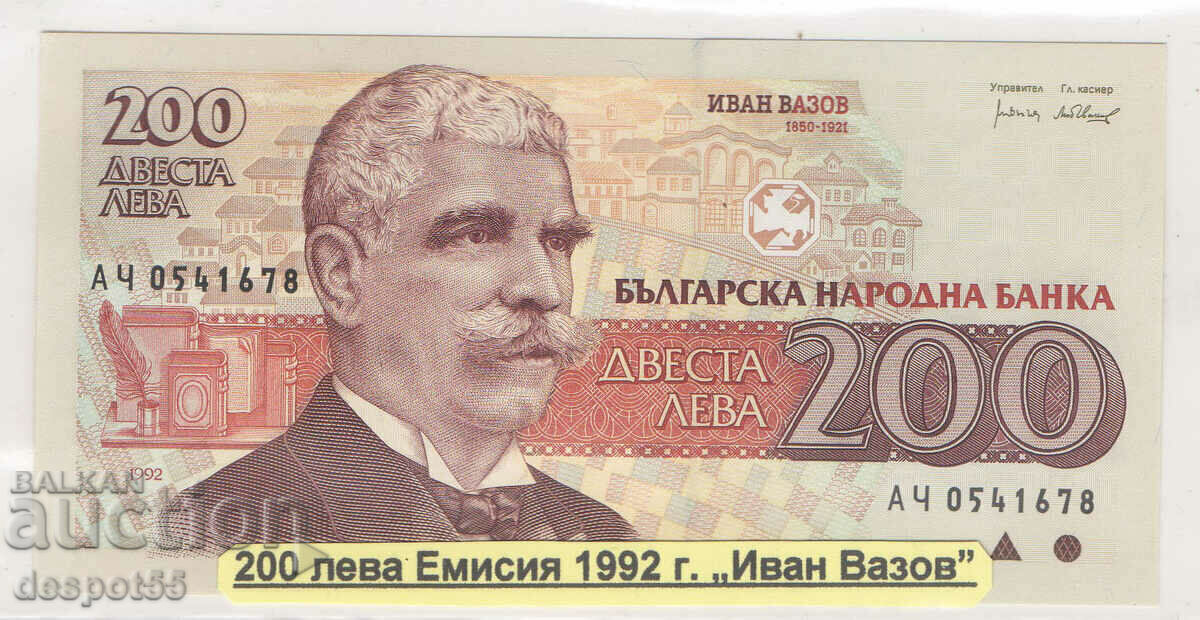 200
ДВЕСТА
ЛЕВА
ИВАН ВАЗОВ
1850-1921
Управител Гл. касиер
АЧ 0541678
БЪЛГАРСКА НАРОДНА БАНКА
ДВЕСТА
ЛЕВА
200
1992
АЧ 0541678
BALKAN
auction
despot55
200 лева Емисия 1992 г. „Иван Вазов”